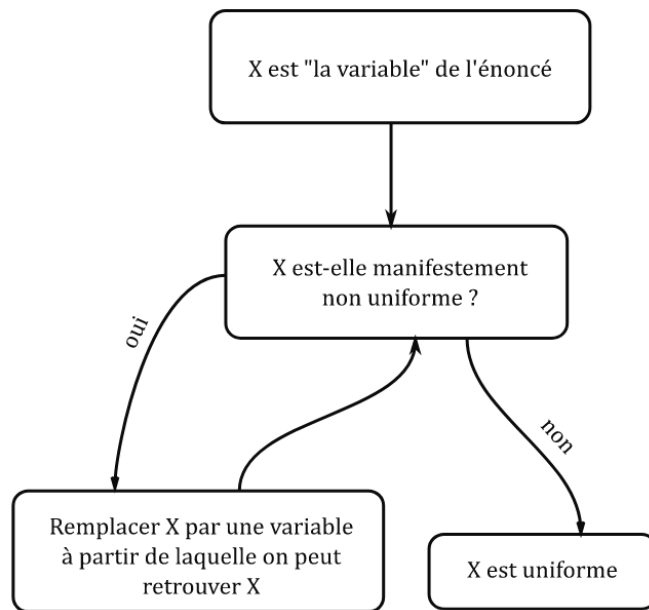 X est "la variable" de l'énoncé
X est-elle manifestement
non uniforme ?
oui
non
Remplacer X par une variable
à partir de laquelle on peut
retrouver X
X est uniforme